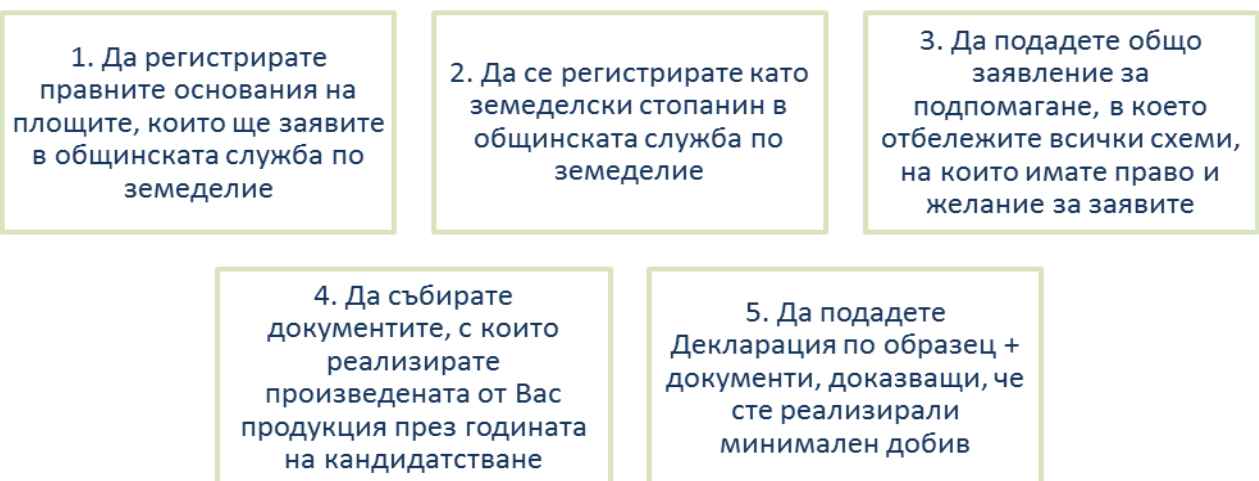 1. Да регистрирате
правните основания на
площите, които ще заявите
в общинската служба по
земеделие
2. Да се регистрирате като
земеделски стопанин в
общинската служба по
земеделие
3. Да подадете общо
заявление за
подпомагане, в което
отбележите всички схеми,
на които имате право и
желание за заявите
4. Да събирате
документите, с които
реализирате
произведената от Вас
продукция през годината
на кандидатстване
5. Да подадете
Декларация по образец +
документи, доказващи, че
сте реализирали
минимален добив